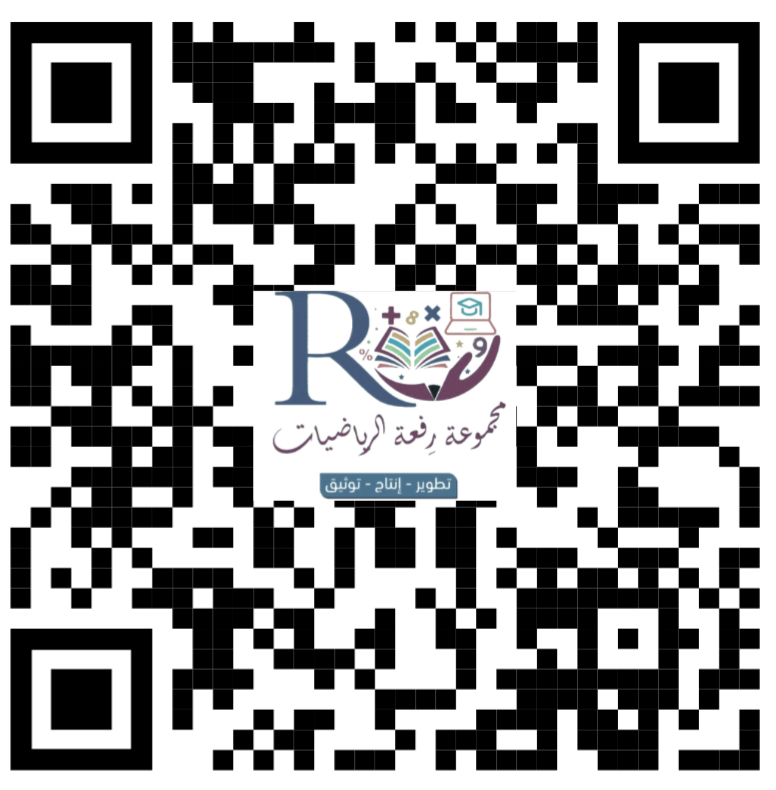 R
مجموعة رفعة الرياضيات
تطوير - إنتاج - توثيق